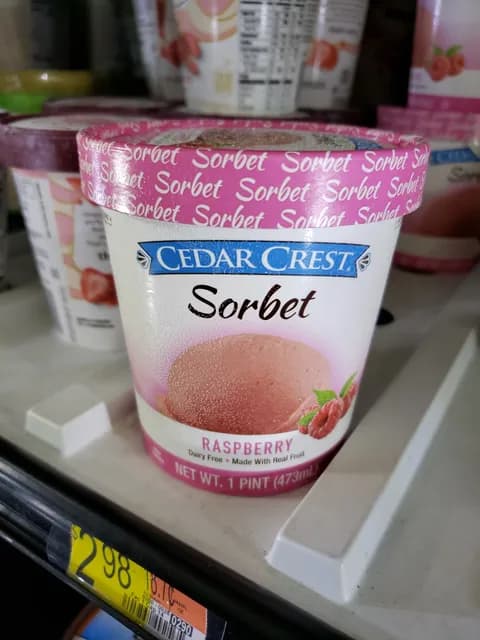 Sorbet Sorbet Sorbet Sorbet
Sorbet Sorbet Sorbet
Sorbet Sorbet Sorbet Sorbet
CEDAR CREST®
Sorbet
RASPBERRY
Dairy Free • Made With Real Fruit
NET WT. 1 PINT (473mL)
$2.98